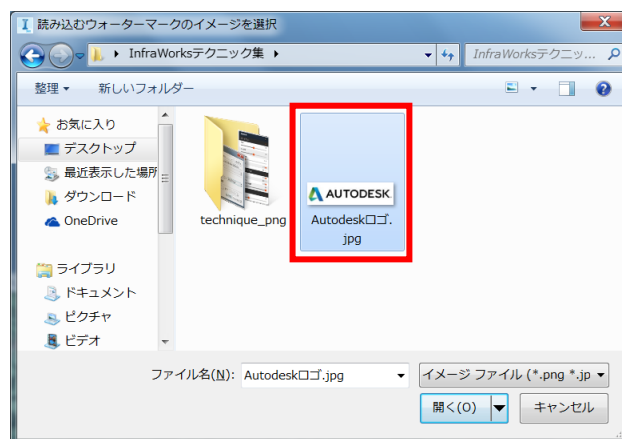 読み込むウォーターマークのイメージを選択
InfraWorksテクニック集
InfraWorksテクニッ...
整理
新しいフォルダー
お気に入り
デスクトップ
最近表示した場所
ダウンロード
OneDrive
ライブラリ
ドキュメント
ピクチャ
ビデオ
technique_png
AUTODESK
Autodeskロゴ.
jpg
ファイル名(N): Autodeskロゴ.jpg
イメージ ファイル (*.png *.jp
開く(O)
キャンセル